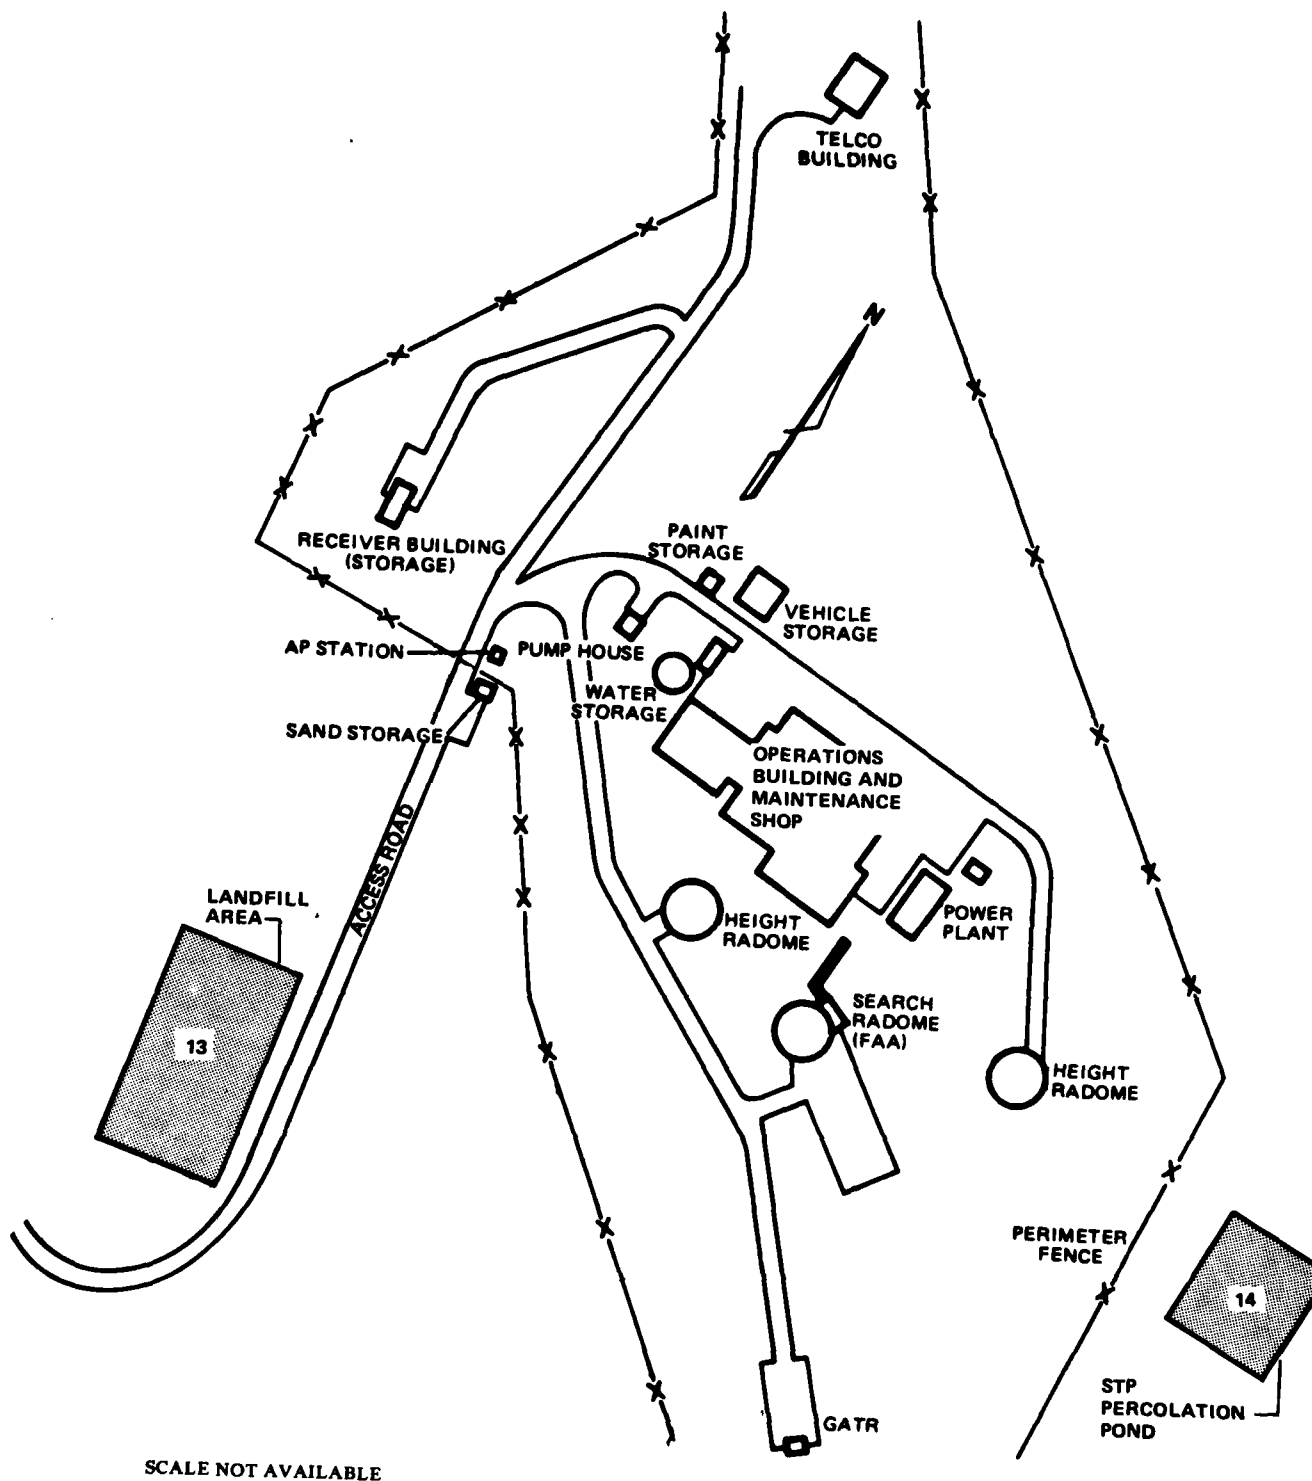 TELCO
BUILDING
N
PAINT
STORAGE
RECEIVER BUILDING
(STORAGE)
VEHICLE
STORAGE
AP STATION
PUMP HOUSE
WATER
STORAGE
SAND STORAGE
OPERATIONS
BUILDING AND
MAINTENANCE
SHOP
ACCESS ROAD
LANDFILL
AREA
HEIGHT
RADOME
POWER
PLANT
SEARCH
RADOME
(FAA)
13
HEIGHT
RADOME
PERIMETER
FENCE
14
STP
PERCOLATION
POND
GATR
SCALE NOT AVAILABLE